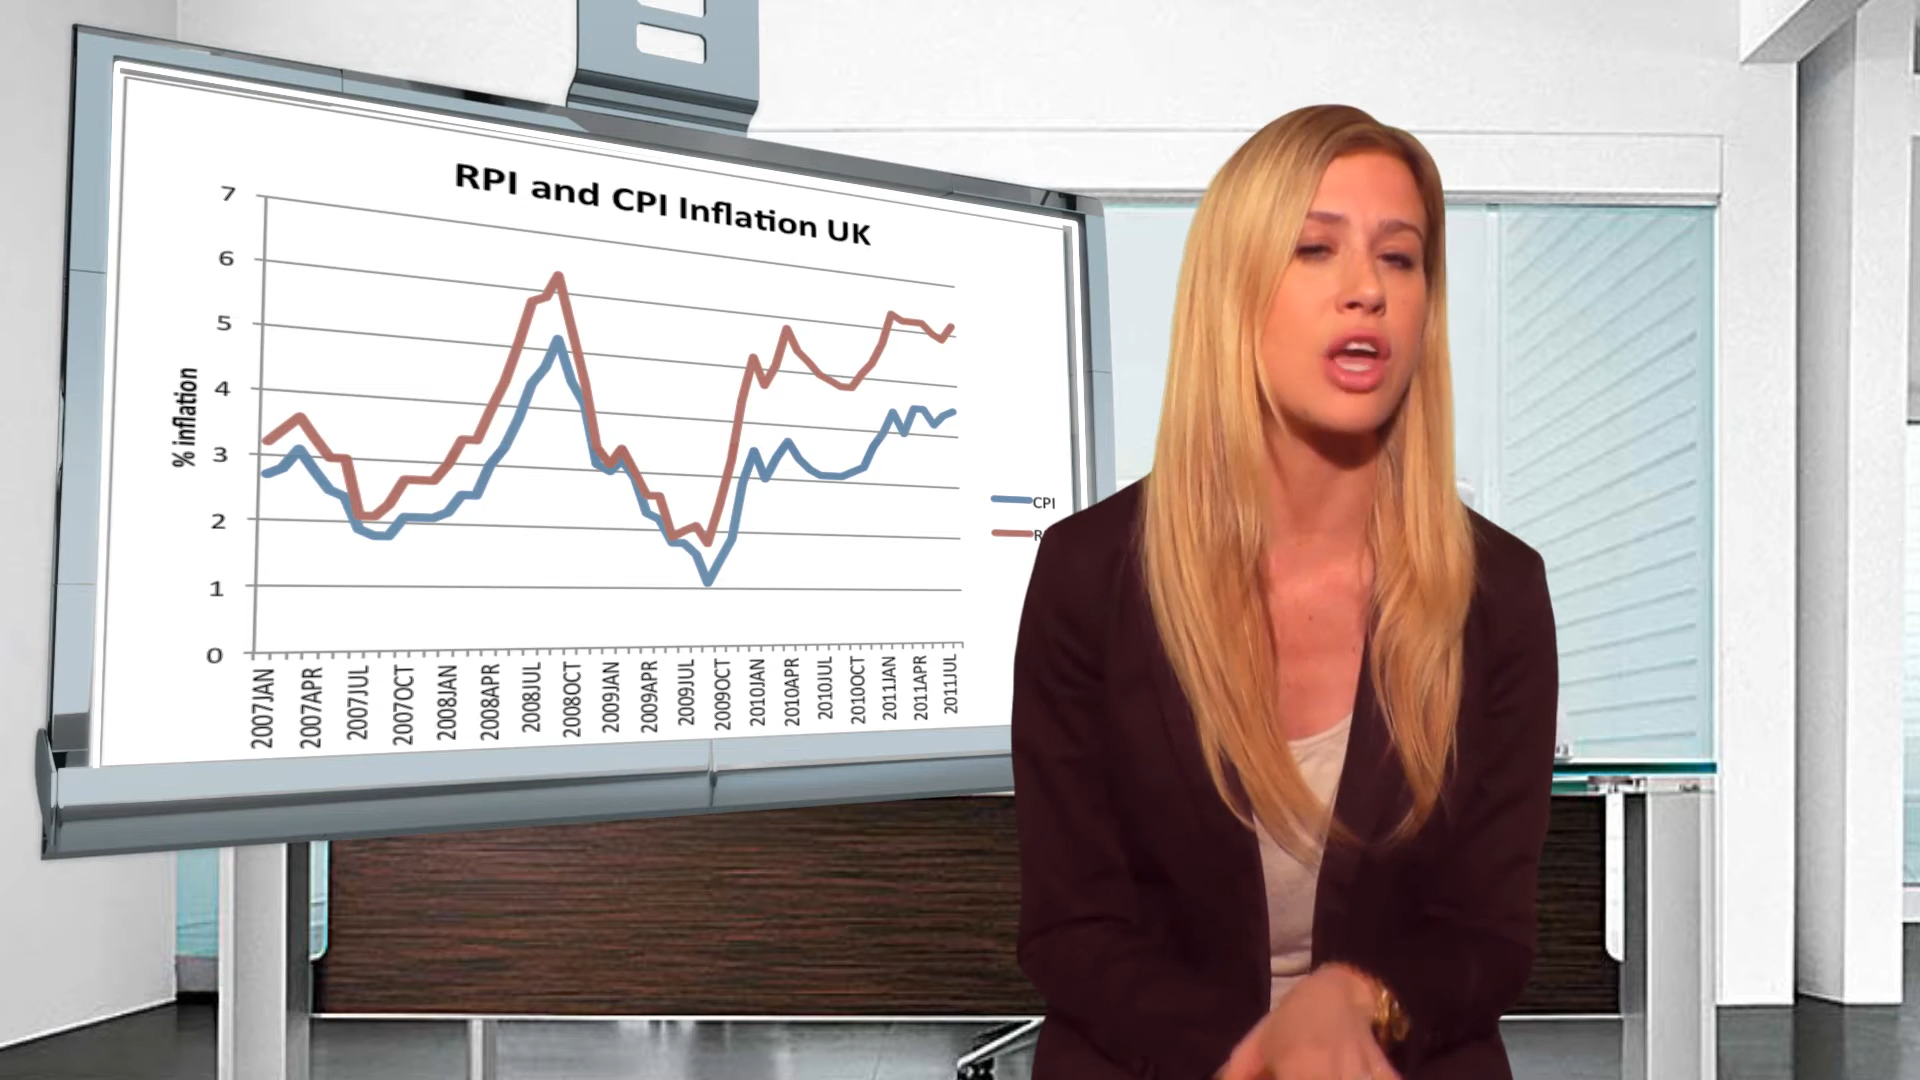 RPI and CPI Inflation UK
7
6
5
4
3
2
1
0
% inflation
2007JAN
2007APR
2007JUL
2007OCT
2008JAN
2008APR
2008JUL
2008OCT
2009JAN
2009APR
2009JUL
2009OCT
2010JAN
2010APR
2010JUL
2010OCT
2011JAN
2011APR
2011JUL
CPI